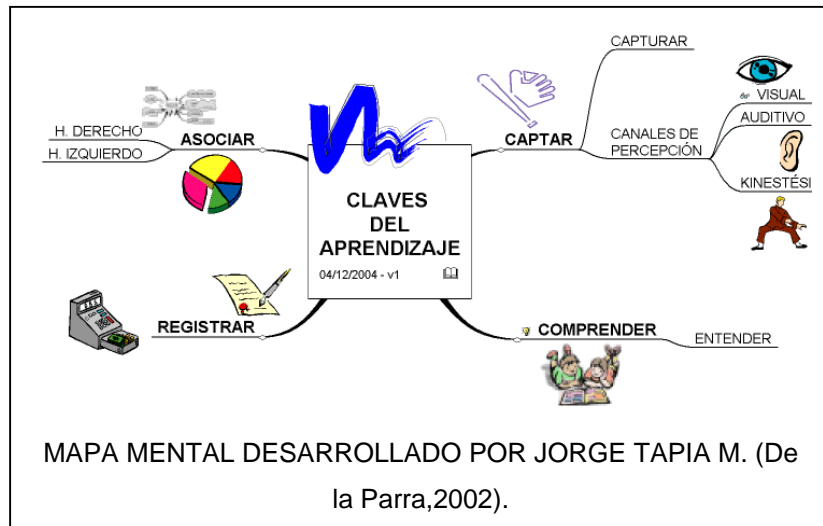 CLAVES
DEL
APRENDIZAJE
04/12/2004 - v1
CAPTAR
CAPTURAR
CANALES DE
PERCEPCIÓN
VISUAL
AUDITIVO
KINESTÉSI
COMPRENDER
ENTENDER
REGISTRAR
ASOCIAR
H. DERECHO
H. IZQUIERDO
MAPA MENTAL DESARROLLADO POR JORGE TAPIA M. (De
la Parra,2002).